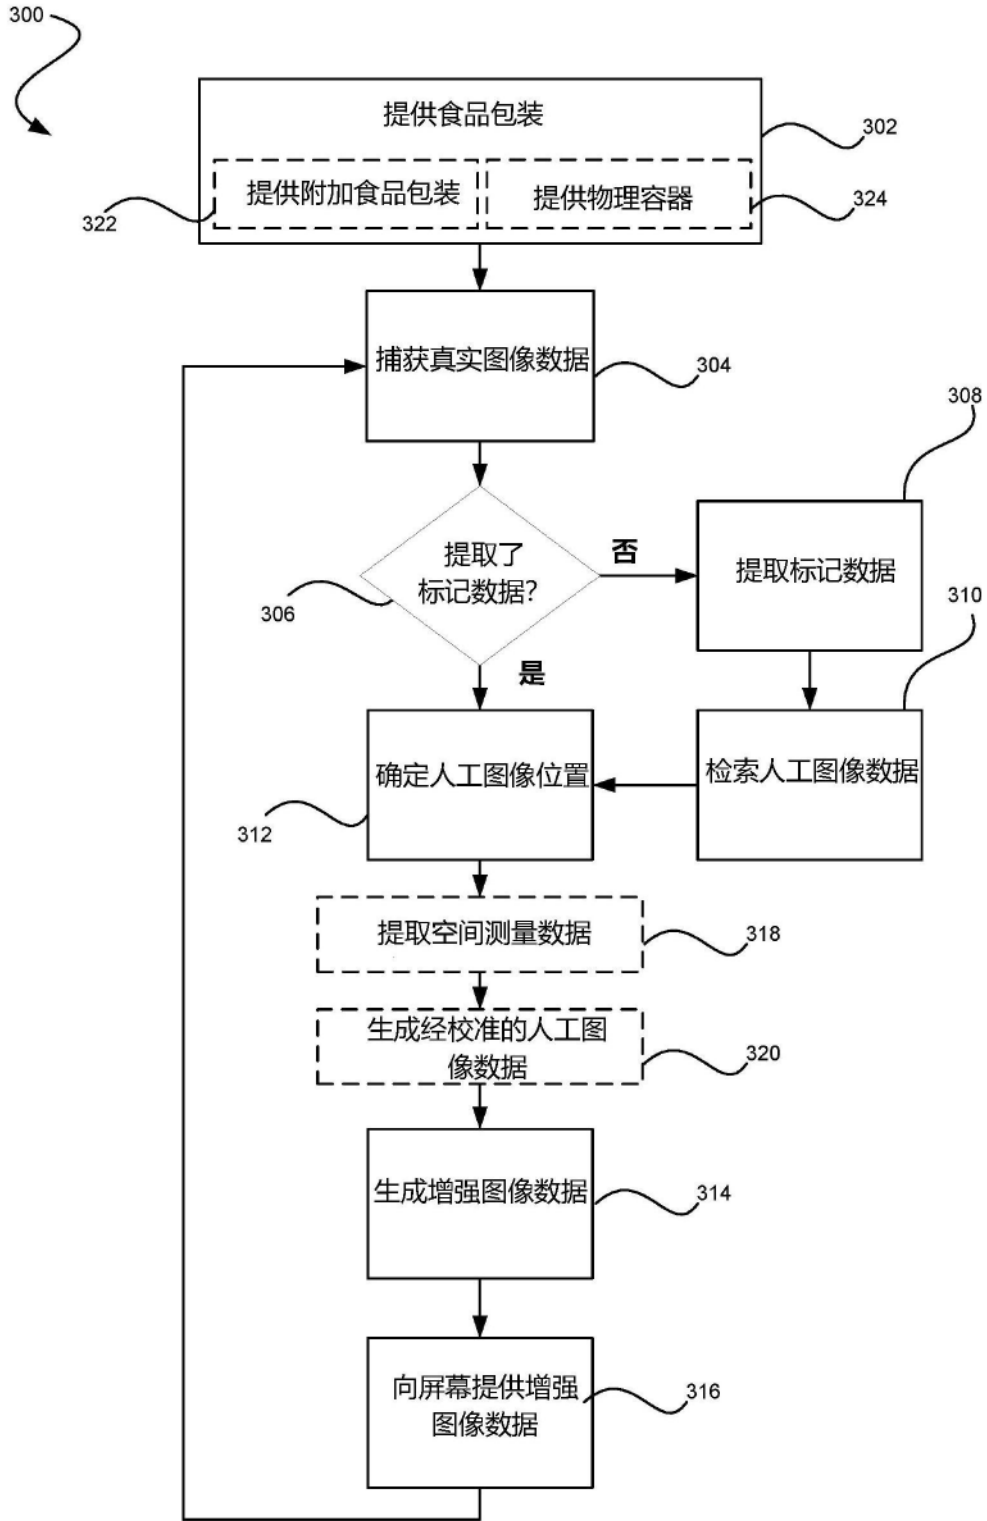 300
提供食品包装
302
提供附加食品包装
提供物理容器
322
324
捕获真实图像数据
304
308
提取了
标记数据?
否
提取标记数据
306
310
是
确定人工图像位置
检索人工图像数据
312
提取空间测量数据
318
生成经校准的人工图
像数据
320
生成增强图像数据
314
向屏幕提供增强
图像数据
316